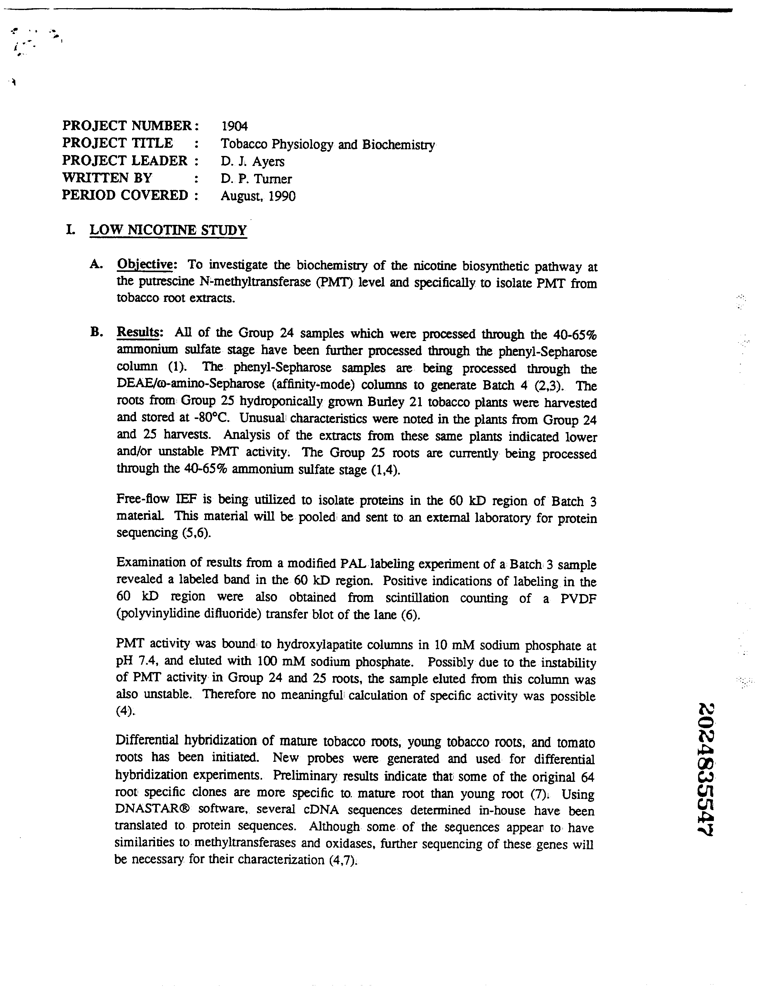 PROJECT NUMBER : 1904
PROJECT TITLE : Tobacco Physiology and Biochemistry
PROJECT LEADER : D. J. Ayers
WRITTEN BY : D. P. Turner
PERIOD COVERED : August, 1990
I. LOW NICOTINE STUDY
A. Objective: To investigate the biochemistry of the nicotine biosynthetic pathway at
the putrescine N-methyltransferase (PMT) level and specifically to isolate PMT from
tobacco root extracts.
B. Results: All of the Group 24 samples which were processed through the 40-65%
ammonium sulfate stage have been further processed through the phenyl-Sepharose
column (1). The phenyl-Sepharose samples are being processed through the
DEAE/ω-amino-Sepharose (affinity-mode) columns to generate Batch 4 (2,3). The
roots from Group 25 hydroponically grown Burley 21 tobacco plants were harvested
and stored at -80°C. Unusual characteristics were noted in the plants from Group 24
and 25 harvests. Analysis of the extracts from these same plants indicated lower
and/or unstable PMT activity. The Group 25 roots are currently being processed
through the 40-65% ammonium sulfate stage (1,4).
Free-flow IEF is being utilized to isolate proteins in the 60 kD region of Batch 3
material. This material will be pooled and sent to an external laboratory for protein
sequencing (5,6).
Examination of results from a modified PAL labeling experiment of a Batch 3 sample
revealed a labeled band in the 60 kD region. Positive indications of labeling in the
60 kD region were also obtained from scintillation counting of a PVDF
(polyvinylidine difluoride) transfer blot of the lane (6).
PMT activity was bound to hydroxylapatite columns in 10 mM sodium phosphate at
pH 7.4, and eluted with 100 mM sodium phosphate. Possibly due to the instability
of PMT activity in Group 24 and 25 roots, the sample eluted from this column was
also unstable. Therefore no meaningful calculation of specific activity was possible
(4).
Differential hybridization of mature tobacco roots, young tobacco roots, and tomato
roots has been initiated. New probes were generated and used for differential
hybridization experiments. Preliminary results indicate that some of the original 64
root specific clones are more specific to mature root than young root (7). Using
DNASTAR® software, several cDNA sequences determined in-house have been
translated to protein sequences. Although some of the sequences appear to have
similarities to methyltransferases and oxidases, further sequencing of these genes will
be necessary for their characterization (4,7).
2024835547